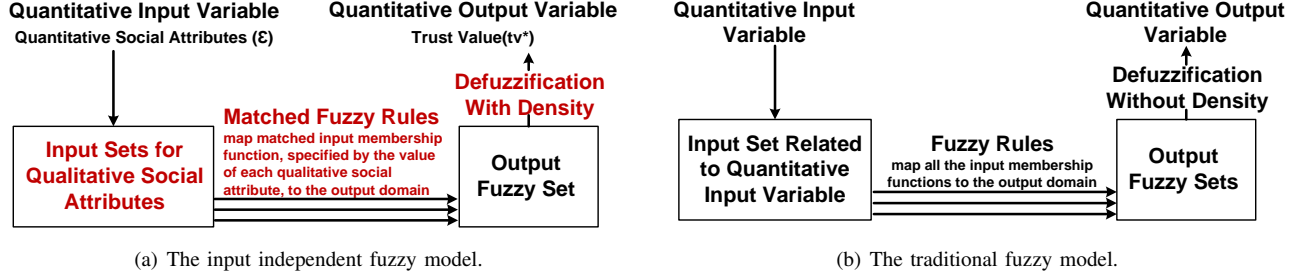 Quantitative Input Variable
Quantitative Social Attributes (ε)
Quantitative Output Variable
Trust Value(tv*)
Defuzzification
With Density
Matched Fuzzy Rules
map matched input membership
function, specified by the value
of each qualitative social
attribute, to the output domain
Input Sets for
Qualitative Social
Attributes
Output
Fuzzy Set
(a) The input independent fuzzy model.
Quantitative Input
Variable
Quantitative Output
Variable
Defuzzification
Without Density
Input Set Related
to Quantitative
Input Variable
Fuzzy Rules
map all the input membership
functions to the output domain
Output
Fuzzy Sets
(b) The traditional fuzzy model.